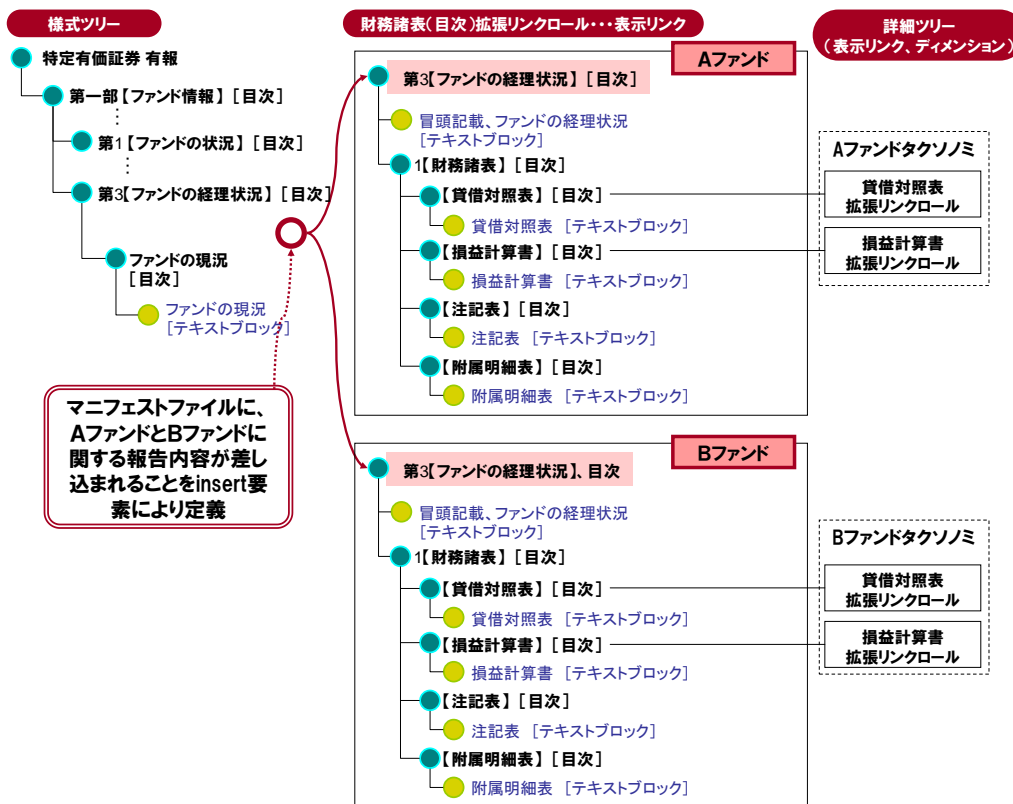 様式ツリー
特定有価証券 有報
第一部【ファンド情報】 [目次]
⋮
第1【ファンドの状況】 [目次]
⋮
第3【ファンドの経理状況】 [目次]
ファンドの現況
[目次]
ファンドの現況
[テキストブロック]
マニフェストファイルに、
AファンドとBファンドに
関する報告内容が差し
込まれることをinsert要
素により定義
財務諸表(目次)拡張リンクロール・・・表示リンク
Aファンド
第3【ファンドの経理状況】 [目次]
冒頭記載、ファンドの経理状況
[テキストブロック]
1【財務諸表】 [目次]
【貸借対照表】 [目次]
貸借対照表 [テキストブロック]
【損益計算書】 [目次]
損益計算書 [テキストブロック]
【注記表】 [目次]
注記表 [テキストブロック]
【附属明細表】 [目次]
附属明細表 [テキストブロック]
Bファンド
第3【ファンドの経理状況】、目次
冒頭記載、ファンドの経理状況
[テキストブロック]
1【財務諸表】 [目次]
【貸借対照表】 [目次]
貸借対照表 [テキストブロック]
【損益計算書】 [目次]
損益計算書 [テキストブロック]
【注記表】 [目次]
注記表 [テキストブロック]
【附属明細表】 [目次]
附属明細表 [テキストブロック]
詳細ツリー
(表示リンク、ディメンション)
Aファンドタクソノミ
貸借対照表
拡張リンクロール
損益計算書
拡張リンクロール
Bファンドタクソノミ
貸借対照表
拡張リンクロール
損益計算書
拡張リンクロール